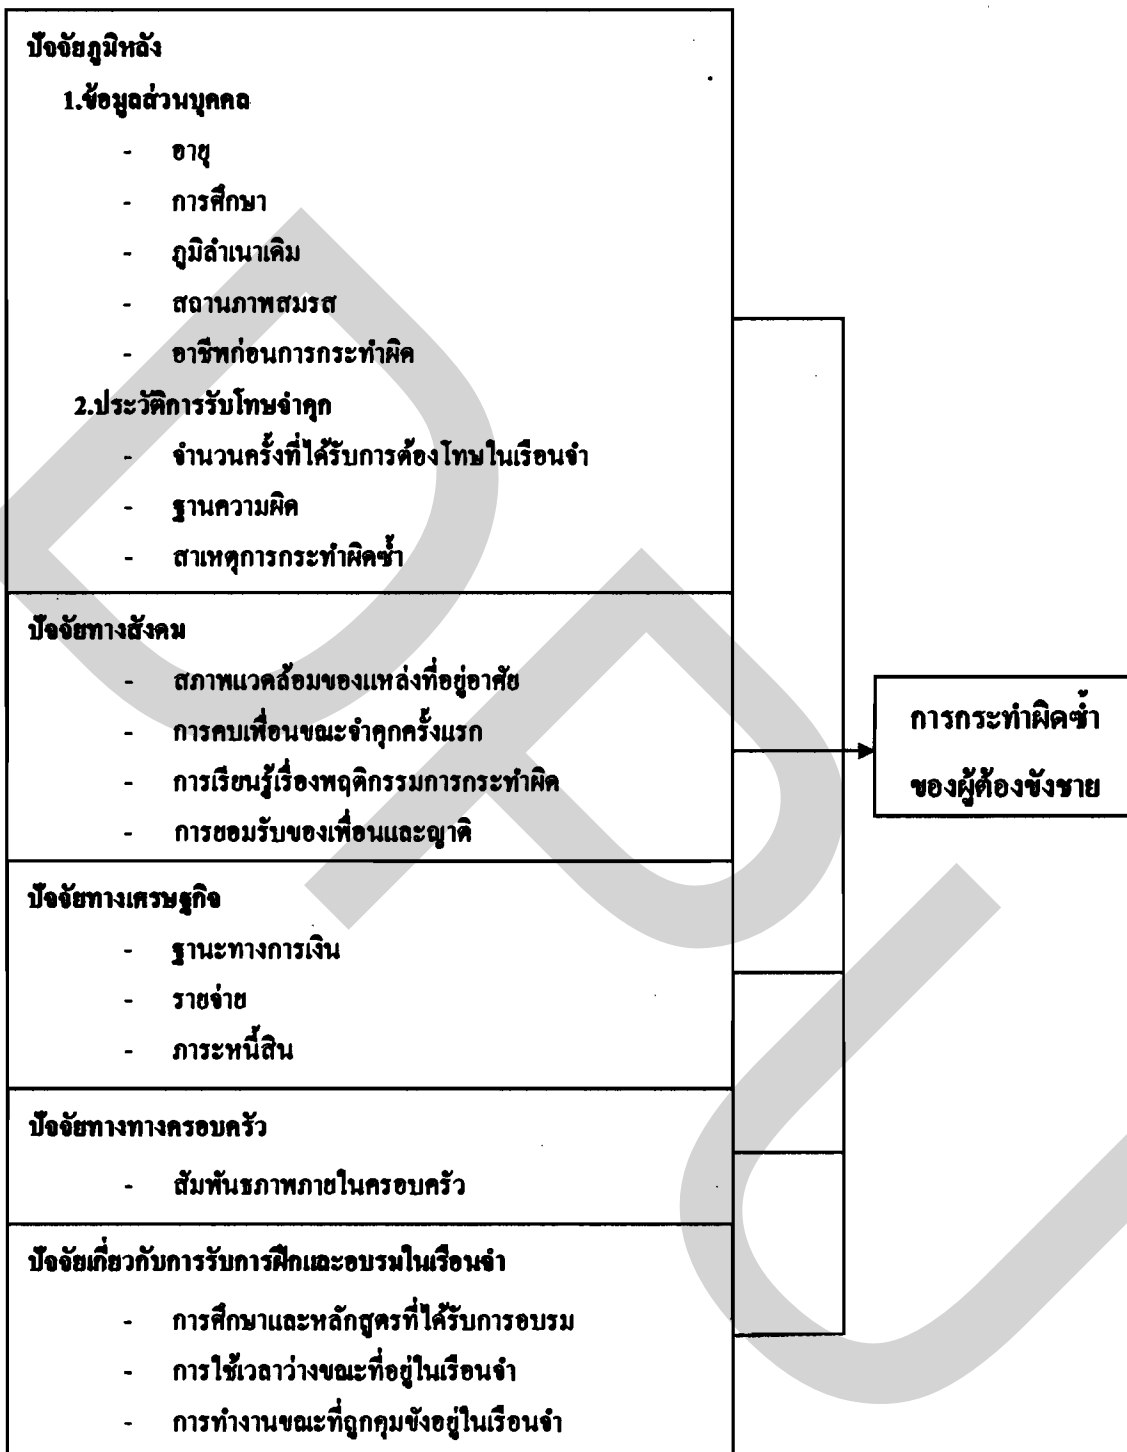 ปัจจัยภูมิหลัง
1.ข้อมูลส่วนบุคคล
- อายุ
- การศึกษา
- ภูมิลำเนาเดิม
- สถานภาพสมรส
- อาชีพก่อนการกระทำผิด
2.ประวัติการรับโทษจำคุก
- จำนวนครั้งที่ได้รับการต้องโทษในเรือนจำ
- ฐานความผิด
- สาเหตุการกระทำผิดซ้ำ
ปัจจัยทางสังคม
- สภาพแวดล้อมของแหล่งที่อยู่อาศัย
- การคบเพื่อนขณะจำคุกครั้งแรก
- การเรียนรู้เรื่องพฤติกรรมการกระทำผิด
- การยอมรับของเพื่อนและญาติ
การกระทำผิดซ้ำ
ของผู้ต้องขังชาย
ปัจจัยทางเศรษฐกิจ
- ฐานะทางการเงิน
- รายจ่าย
- ภาระหนี้สิน
ปัจจัยทางทางครอบครัว
- สัมพันธภาพภายในครอบครัว
ปัจจัยเกี่ยวกับการรับการฝึกและอบรมในเรือนจำ
- การศึกษาและหลักสูตรที่ได้รับการอบรม
- การใช้เวลาว่างขณะที่อยู่ในเรือนจำ
- การทำงานขณะที่ถูกคุมขังอยู่ในเรือนจำ
DPU